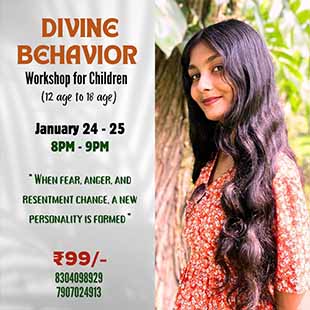 DIVINE
BEHAVIOR
Workshop for Children
(12 age to 18 age)
January 24 - 25
8PM - 9PM
"WHEN FEAR, ANGER, AND
RESENTMENT CHANGE, A NEW
PERSONALITY IS FORMED"
₹99/-
8304098929
7907024913